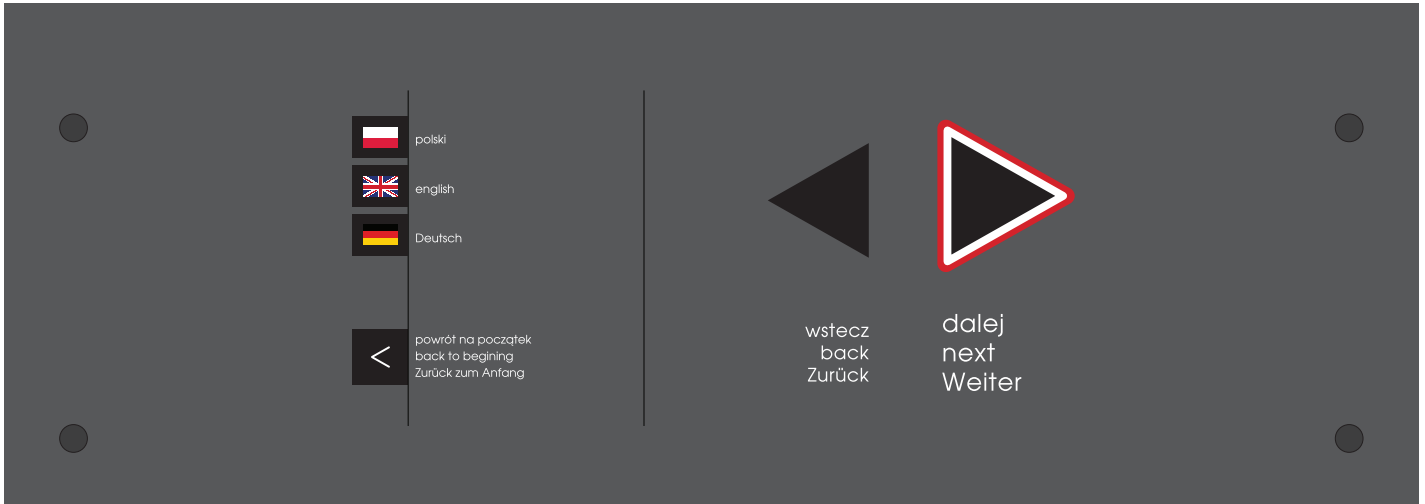 polski
english
Deutsch
powrót na początek
back to begining
Zurück zum Anfang
wstecz
back
Zurück
dalej
next
Weiter